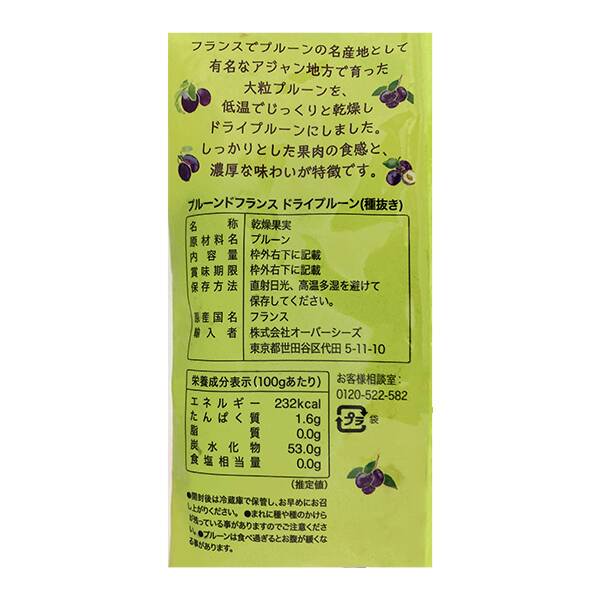 フランスでプルーンの名産地として
有名なアジャン地方で育った
大粒プルーンを、
低温でじっくりと乾燥し
ドライプルーンにしました。
しっかりとした果肉の食感と、
濃厚な味わいが特徴です。
プルーンドフランス ドライプルーン(種抜き)
名称 乾燥果実
原材料名 プルーン
内容量 枠外右下に記載
賞味期限 枠外右下に記載
保存方法 直射日光、高温多湿を避けて
保存してください。
原産国名 フランス
輸入者 株式会社オーバーシーズ
東京都世田谷区代田 5-11-10
栄養成分表示(100gあたり)
エネルギー 232kcal
たんぱく質 1.6g
脂質 0.0g
炭水化物 53.0g
食塩相当量 0.0g
(推定値)
お客様相談室:
0120-522-582
プラ 袋
●開封後は冷蔵庫で保管し、お早めにお召
し上がりください。●まれに種や種のかけら
が残っている事がありますのでご注意くださ
い。●プルーンは食べ過ぎるとお腹が緩くな
る事があります。